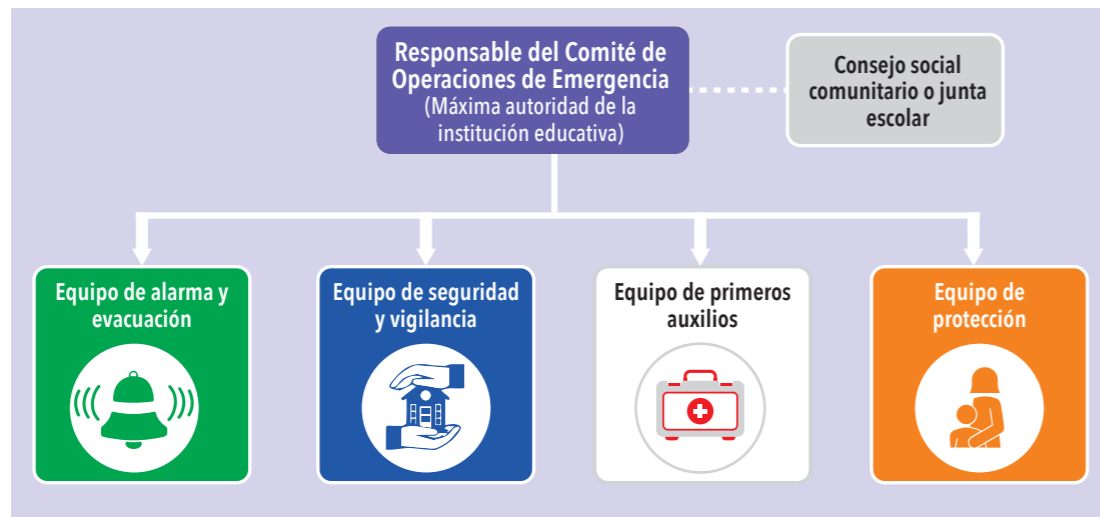 Responsable del Comité de
Operaciones de Emergencia
(Máxima autoridad de la
institución educativa)
Consejo social
comunitario o junta
escolar
Equipo de alarma y
evacuación
Equipo de seguridad
y vigilancia
Equipo de primeros
auxilios
Equipo de
protección